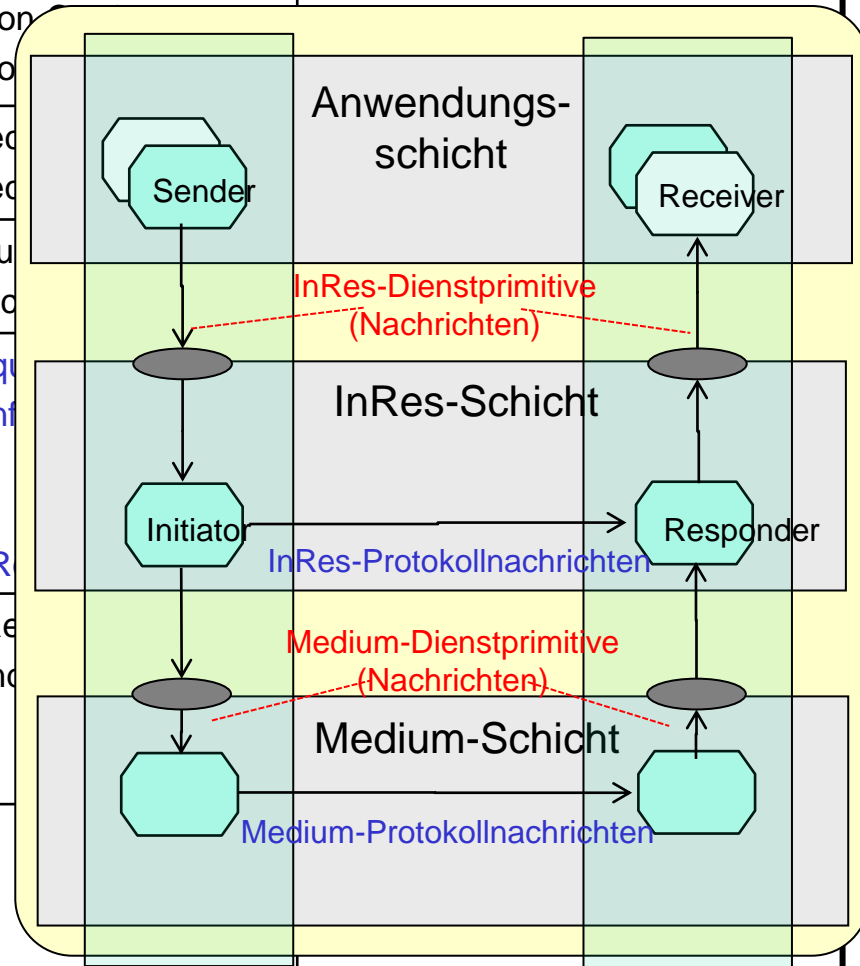 Anwendungs-
schicht
Sender
Receiver
InRes-Dienstprimitive
(Nachrichten)
InRes-Schicht
Initiator
Responder
InRes-Protokollnachrichten
Medium-Dienstprimitive
(Nachrichten)
Medium-Schicht
Medium-Protokollnachrichten